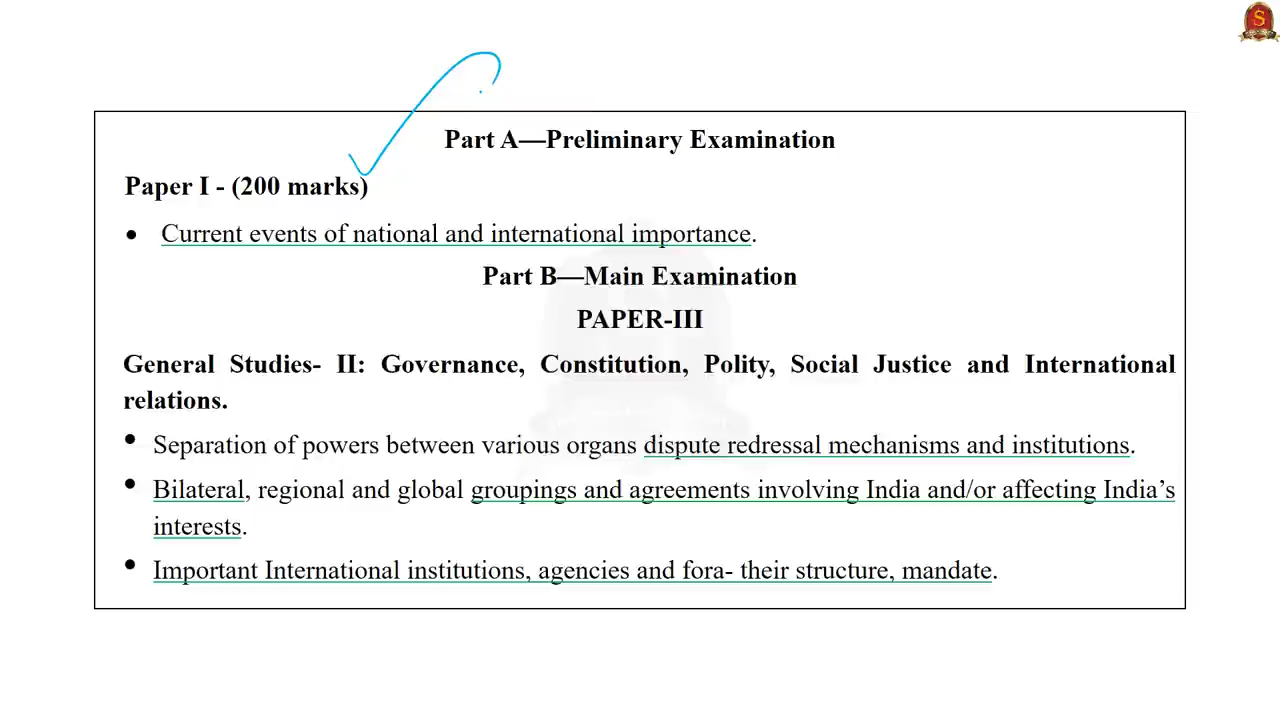 S
Part A—Preliminary Examination
Paper I - (200 marks)
• Current events of national and international importance.
Part B—Main Examination
PAPER-III
General Studies- II: Governance, Constitution, Polity, Social Justice and International
relations.
• Separation of powers between various organs dispute redressal mechanisms and institutions.
• Bilateral, regional and global groupings and agreements involving India and/or affecting India’s
interests.
• Important International institutions, agencies and fora- their structure, mandate.